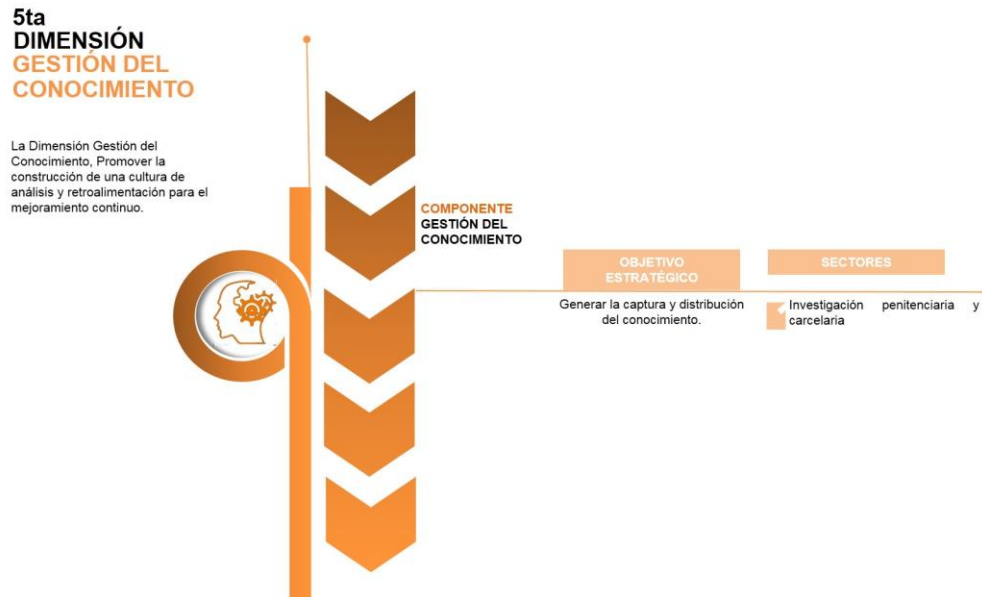 5ta
DIMENSIÓN
GESTIÓN DEL
CONOCIMIENTO
La Dimensión Gestión del
Conocimiento, Promover la
construcción de una cultura de
análisis y retroalimentación para el
mejoramiento continuo.
COMPONENTE
GESTIÓN DEL
CONOCIMIENTO
OBJETIVO
ESTRATÉGICO
Generar la captura y distribución
del conocimiento.
SECTORES
Investigación penitenciaria y
carcelaria